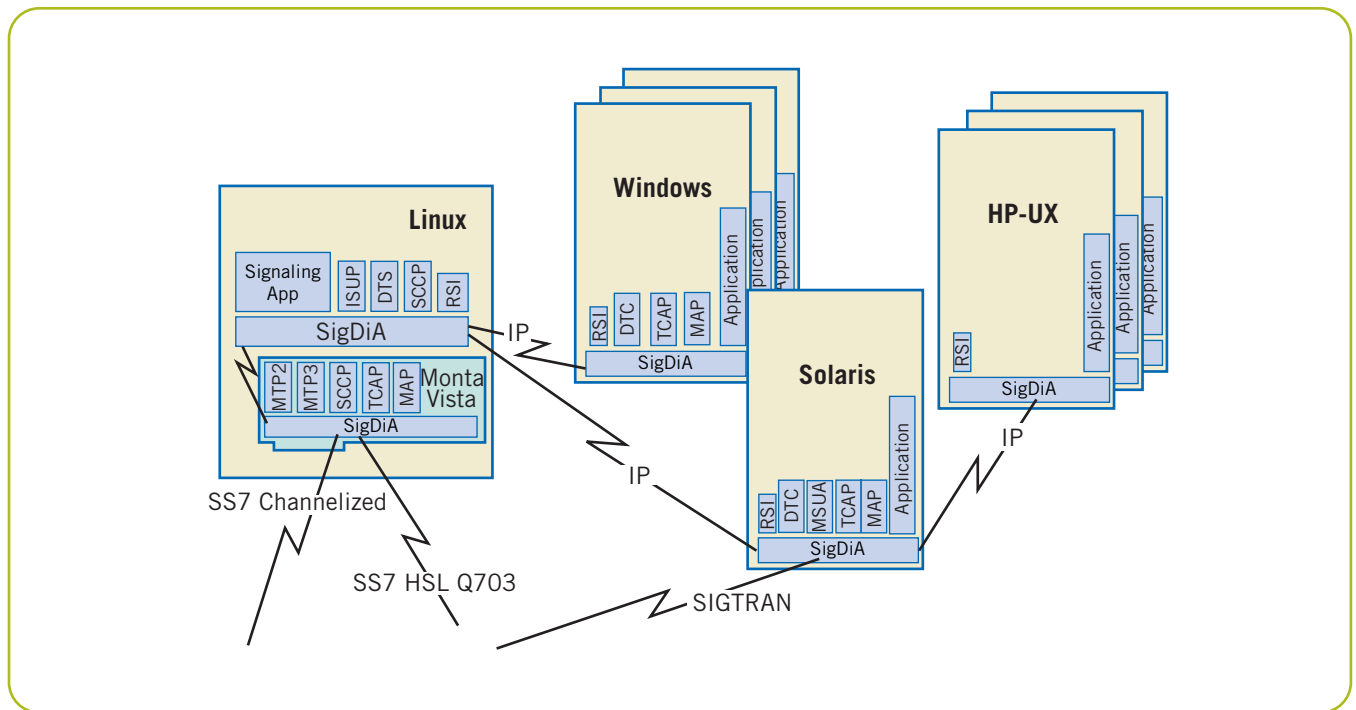 Linux
Signaling
App
ISUP
DTS
SCCP
RSI
SigDiA
MTP2
MTP3
SCCP
TCAP
MAP
Monta
Vista
SigDiA
SS7 Channelized
SS7 HSL Q703
IP
IP
Windows
RSI
DTC
TCAP
MAP
Application
plication
Application
SigDiA
Solaris
RSI
DTC
MSUA
TCAP
MAP
Application
SigDiA
SIGTRAN
IP
HP-UX
RSI
Application
Application
Application
SigDiA